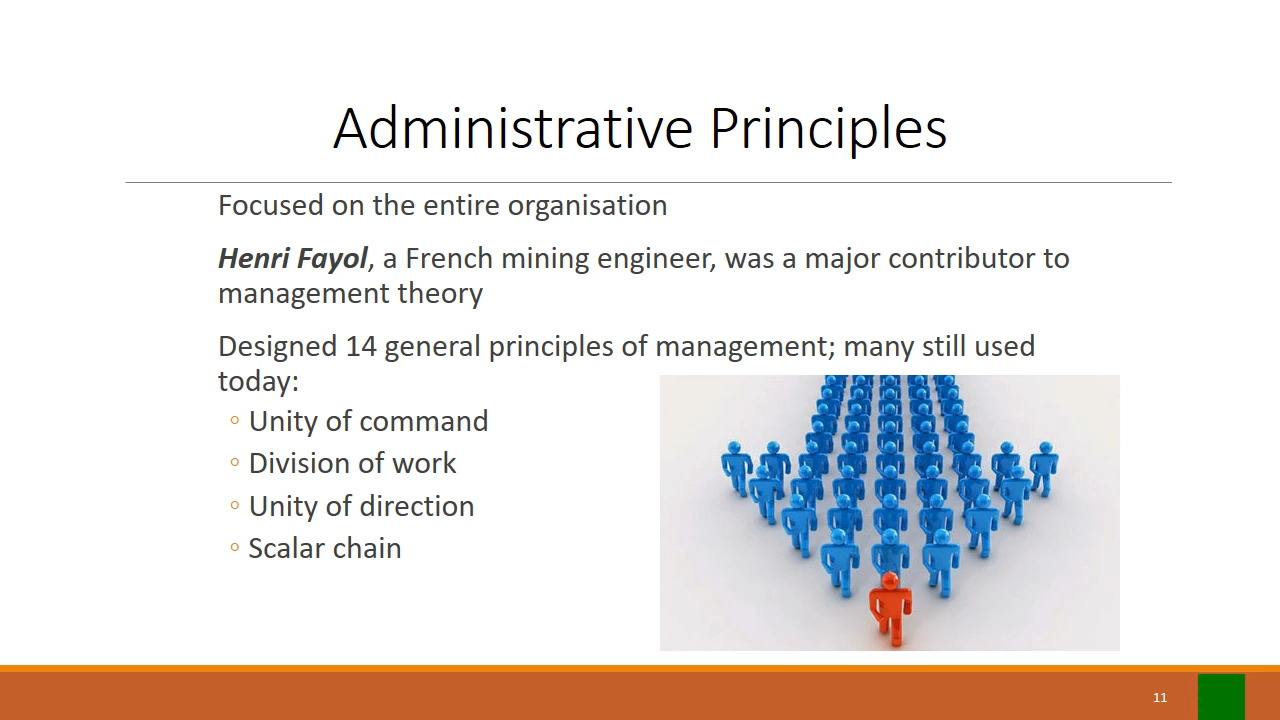 Administrative Principles
Focused on the entire organisation
Henri Fayol, a French mining engineer, was a major contributor to
management theory
Designed 14 general principles of management; many still used
today:
◦ Unity of command
◦ Division of work
◦ Unity of direction
◦ Scalar chain
11